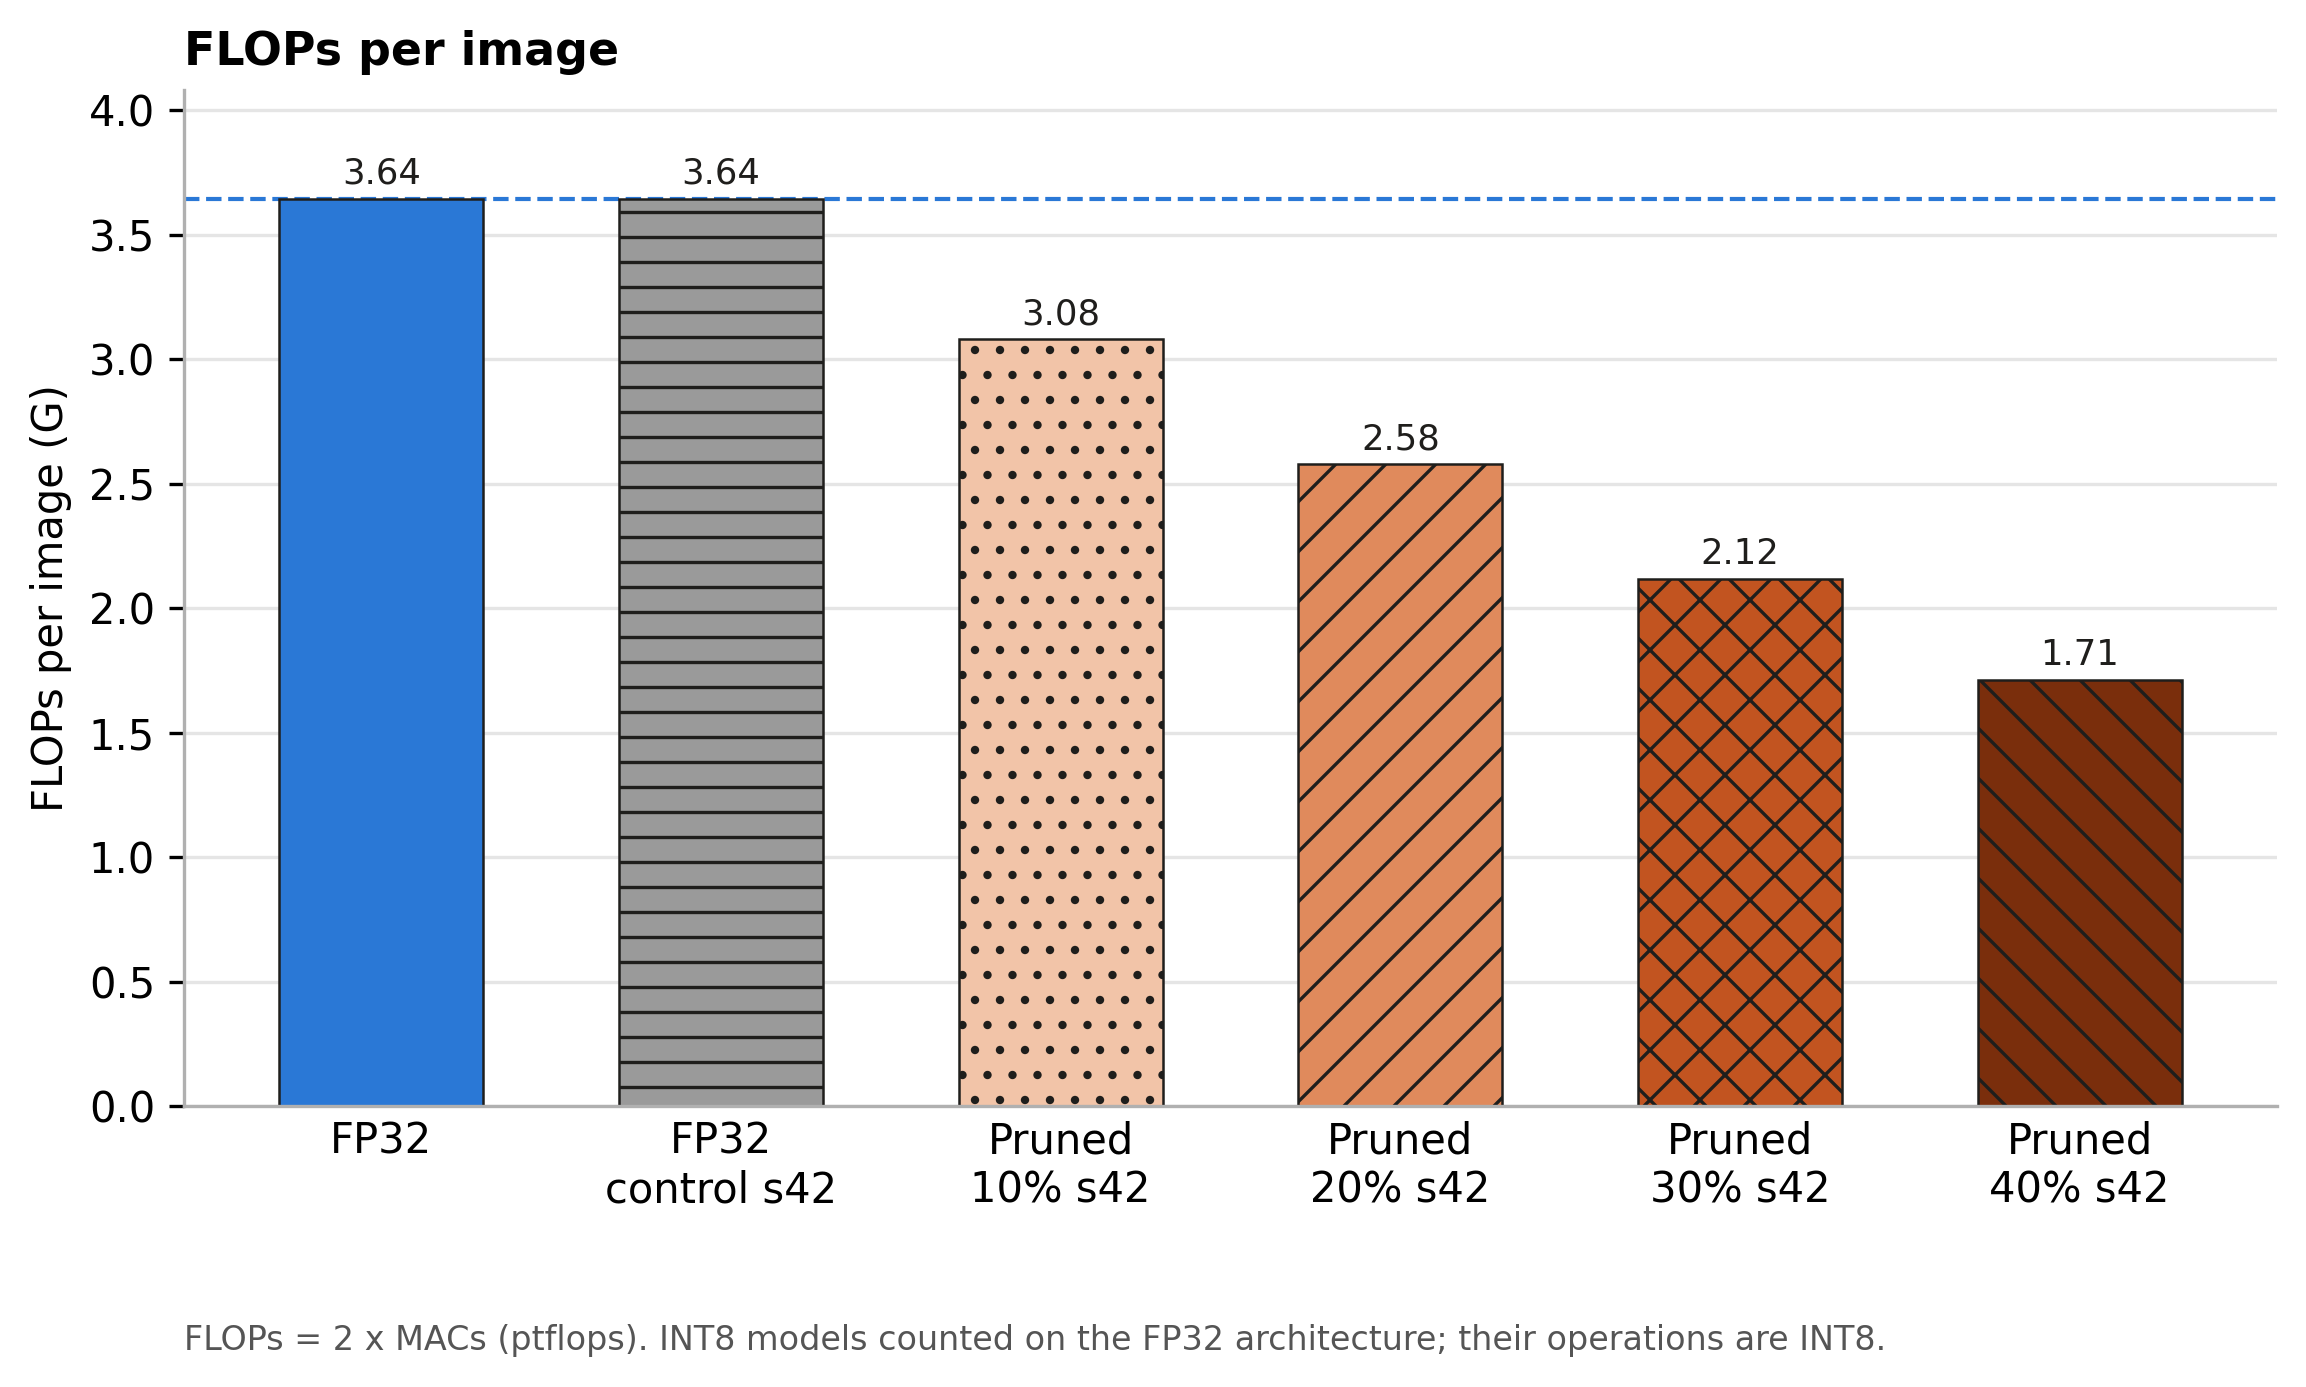 FLOPs per image
FLOPs per image (G)
4.0
3.5
3.0
2.5
2.0
1.5
1.0
0.5
0.0
3.64
3.64
3.08
2.58
2.12
1.71
FP32
FP32
control s42
Pruned
10% s42
Pruned
20% s42
Pruned
30% s42
Pruned
40% s42
FLOPs = 2 x MACs (ptflops). INT8 models counted on the FP32 architecture; their operations are INT8.